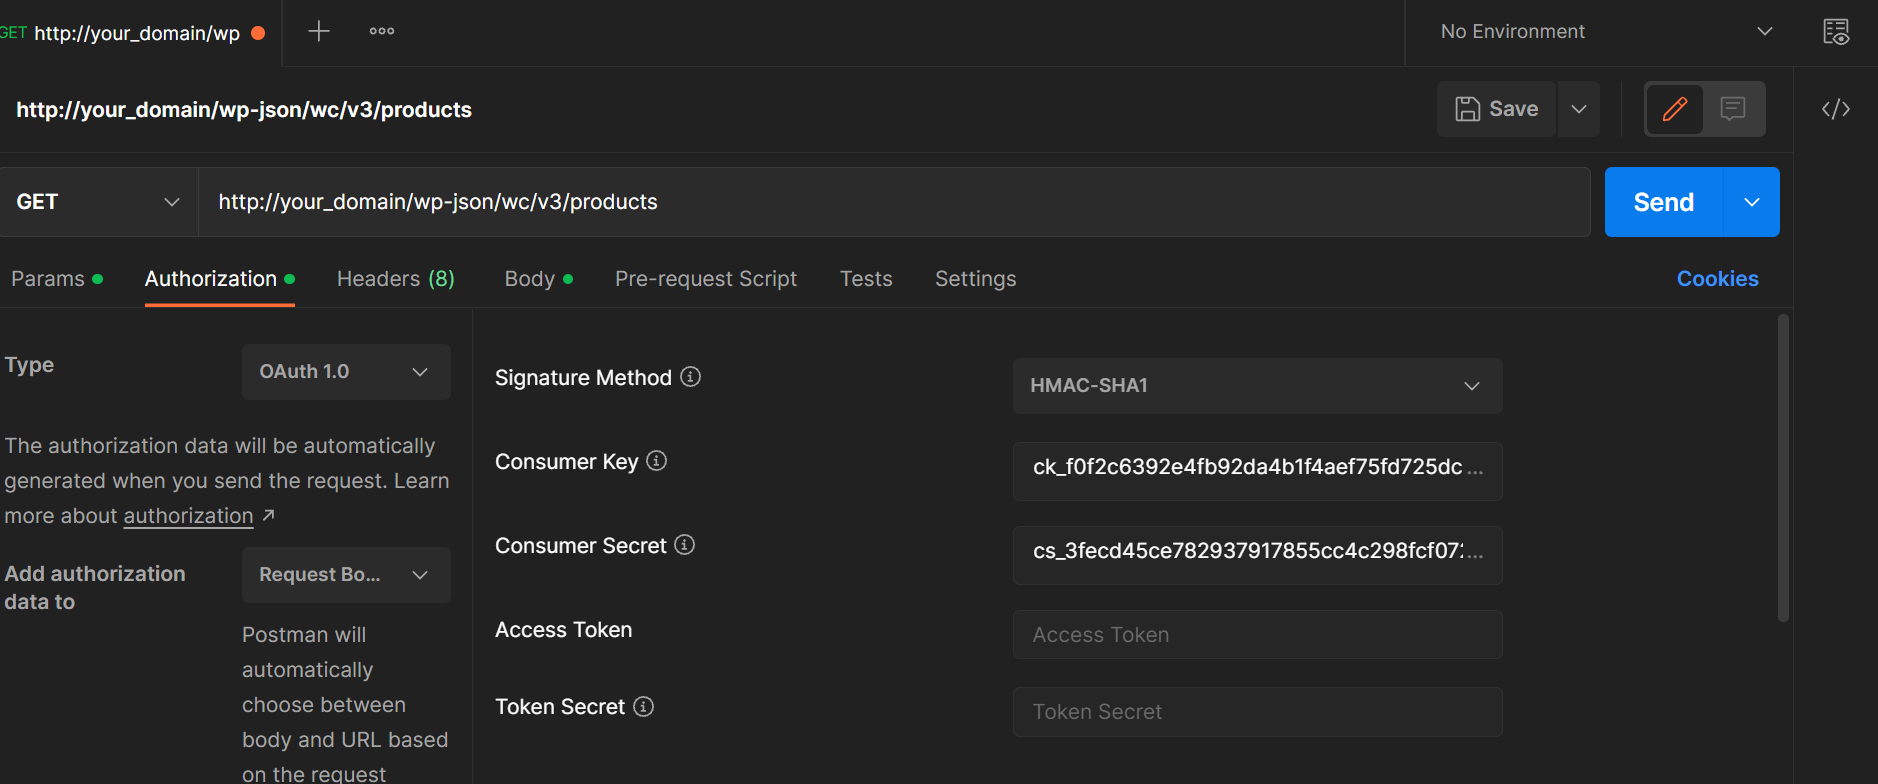 GET http://your_domain/wp
No Environment
http://your_domain/wp-json/wc/v3/products
Save
GET
http://your_domain/wp-json/wc/v3/products
Send
Params
Authorization
Headers (8)
Body
Pre-request Script
Tests
Settings
Cookies
Type
OAuth 1.0
The authorization data will be automatically
generated when you send the request. Learn
more about authorization ↗
Add authorization
data to
Request Bo...
Postman will
automatically
choose between
body and URL based
on the request
Signature Method
HMAC-SHA1
Consumer Key
ck_f0f2c6392e4fb92da4b1f4aef75fd725dc...
Consumer Secret
cs_3fecd45ce782937917855cc4c298fcf07...
Access Token
Access Token
Token Secret
Token Secret